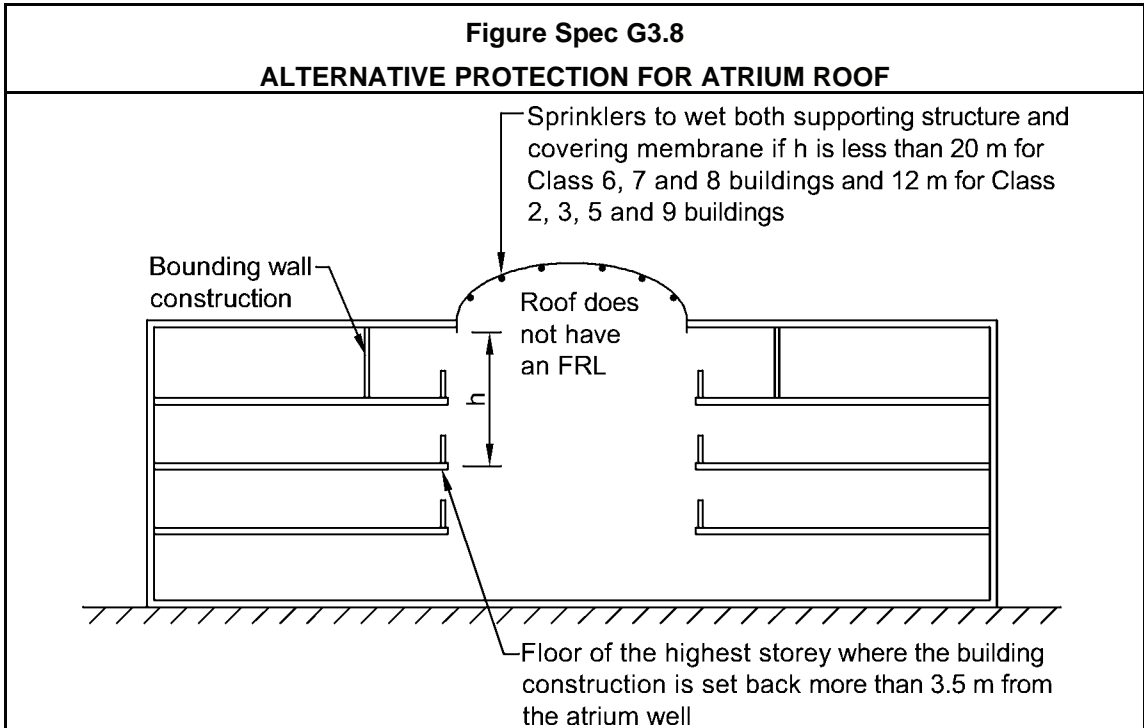 Figure Spec G3.8
ALTERNATIVE PROTECTION FOR ATRIUM ROOF
Sprinklers to wet both supporting structure and
covering membrane if h is less than 20 m for
Class 6, 7 and 8 buildings and 12 m for Class
2, 3, 5 and 9 buildings
Bounding wall
construction
Roof does
not have
an FRL
h
Floor of the highest storey where the building
construction is set back more than 3.5 m from
the atrium well